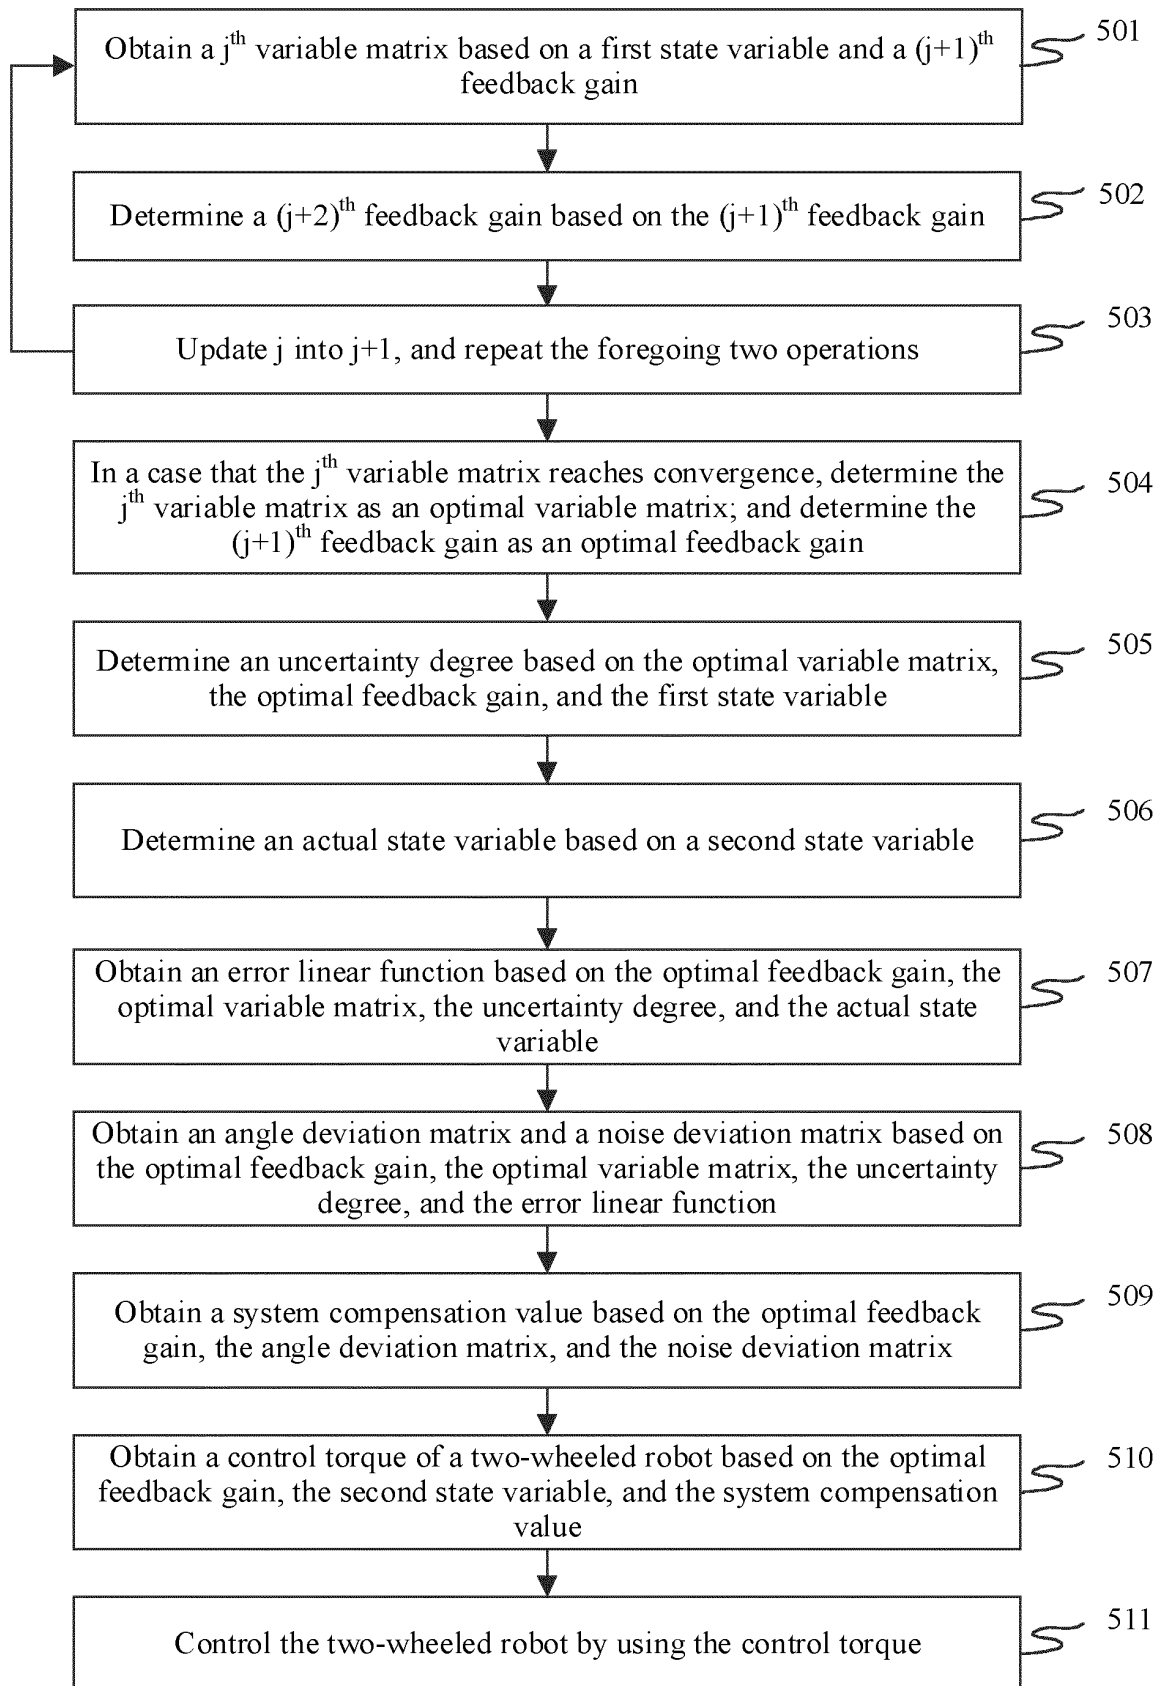 Obtain a jth variable matrix based on a first state variable and a (j+1)th
feedback gain
501
Determine a (j+2)th feedback gain based on the (j+1)th feedback gain
502
Update j into j+1, and repeat the foregoing two operations
503
In a case that the jth variable matrix reaches convergence, determine the
jth variable matrix as an optimal variable matrix; and determine the
(j+1)th feedback gain as an optimal feedback gain
504
Determine an uncertainty degree based on the optimal variable matrix,
the optimal feedback gain, and the first state variable
505
Determine an actual state variable based on a second state variable
506
Obtain an error linear function based on the optimal feedback gain, the
optimal variable matrix, the uncertainty degree, and the actual state
variable
507
Obtain an angle deviation matrix and a noise deviation matrix based on
the optimal feedback gain, the optimal variable matrix, the uncertainty
degree, and the error linear function
508
Obtain a system compensation value based on the optimal feedback
gain, the angle deviation matrix, and the noise deviation matrix
509
Obtain a control torque of a two-wheeled robot based on the optimal
feedback gain, the second state variable, and the system compensation
value
510
Control the two-wheeled robot by using the control torque
511